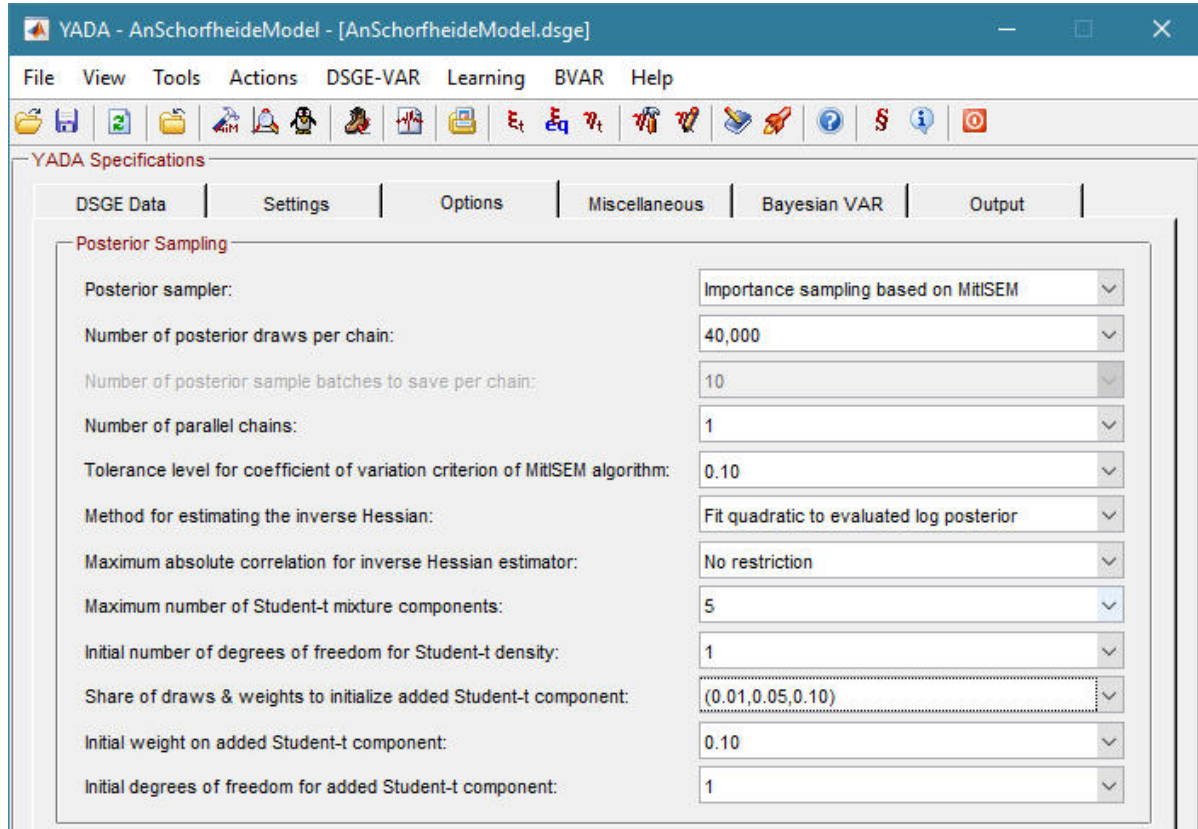 YADA - AnSchorfheideModel - [AnSchorfheideModel.dsge]
File View Tools Actions DSGE-VAR Learning BVAR Help
AiM ξt ξq ηt §
YADA Specifications
DSGE Data Settings Options Miscellaneous Bayesian VAR Output
Posterior Sampling
Posterior sampler: Importance sampling based on MitISEM
Number of posterior draws per chain: 40,000
Number of posterior sample batches to save per chain: 10
Number of parallel chains: 1
Tolerance level for coefficient of variation criterion of MitISEM algorithm: 0.10
Method for estimating the inverse Hessian: Fit quadratic to evaluated log posterior
Maximum absolute correlation for inverse Hessian estimator: No restriction
Maximum number of Student-t mixture components: 5
Initial number of degrees of freedom for Student-t density: 1
Share of draws & weights to initialize added Student-t component: (0.01,0.05,0.10)
Initial weight on added Student-t component: 0.10
Initial degrees of freedom for added Student-t component: 1